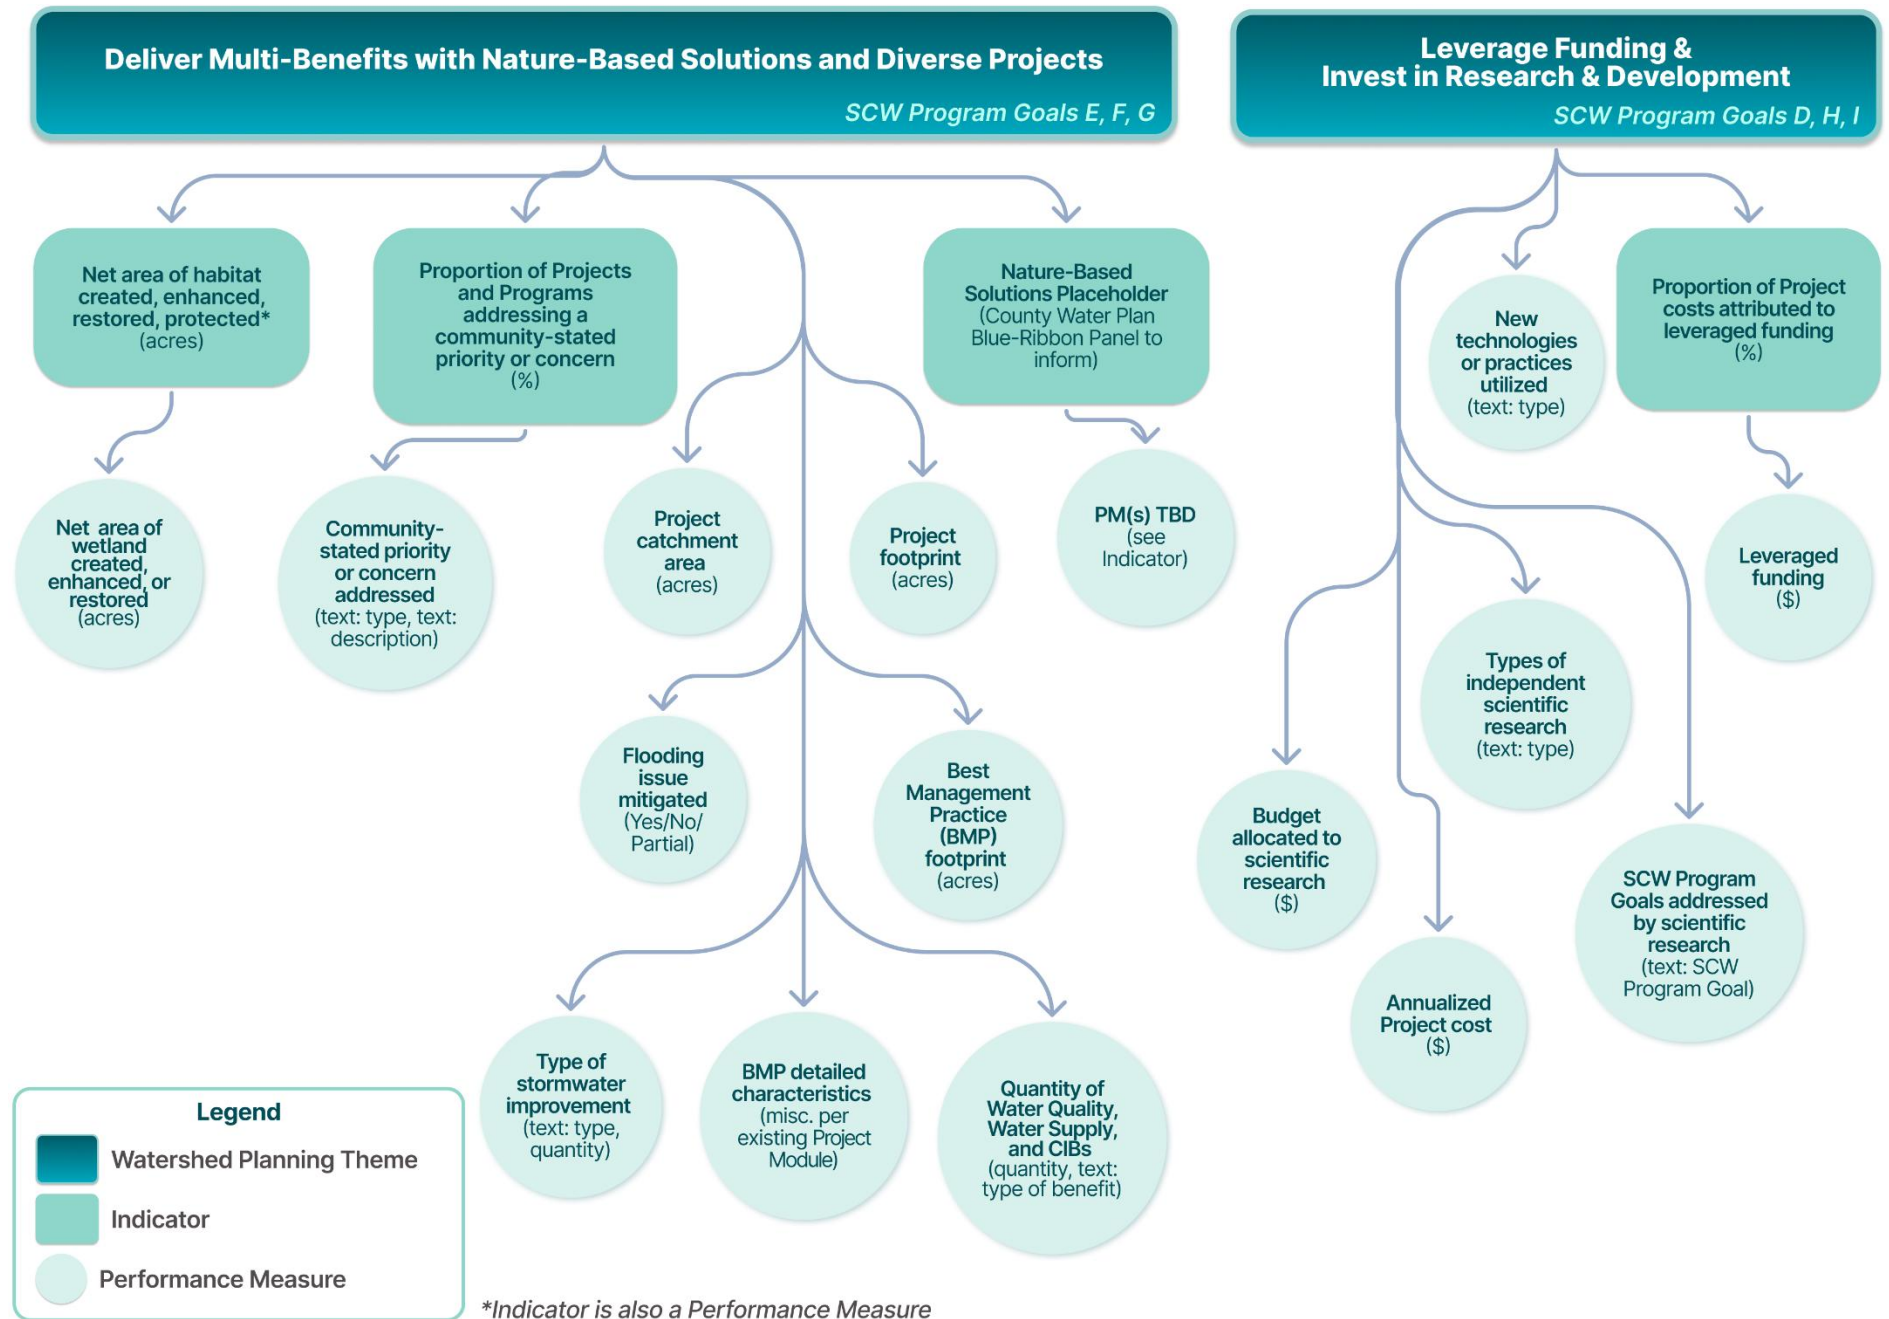 Deliver Multi-Benefits with Nature-Based Solutions and Diverse Projects
SCW Program Goals E, F, G
Leverage Funding &
Invest in Research & Development
SCW Program Goals D, H, I
Net area of habitat
created, enhanced,
restored, protected*
(acres)
Proportion of Projects
and Programs
addressing a
community-stated
priority or concern
(%)
Nature-Based
Solutions Placeholder
(County Water Plan
Blue-Ribbon Panel to
inform)
New
technologies
or practices
utilized
(text: type)
Proportion of Project
costs attributed to
leveraged funding
(%)
Net area of
wetland
created,
enhanced, or
restored
(acres)
Community-
stated priority
or concern
addressed
(text: type, text:
description)
Project
catchment
area
(acres)
Project
footprint
(acres)
PM(s) TBD
(see
Indicator)
Leveraged
funding
($)
Types of
independent
scientific
research
(text: type)
Flooding
issue
mitigated
(Yes/No/
Partial)
Best
Management
Practice
(BMP)
footprint
(acres)
Budget
allocated to
scientific
research
($)
SCW Program
Goals addressed
by scientific
research
(text: SCW
Program Goal)
Annualized
Project cost
($)
Type of
stormwater
improvement
(text: type,
quantity)
BMP detailed
characteristics
(misc. per
existing Project
Module)
Quantity of
Water Quality,
Water Supply,
and CIBs
(quantity, text:
type of benefit)
Legend
Watershed Planning Theme
Indicator
Performance Measure
*Indicator is also a Performance Measure